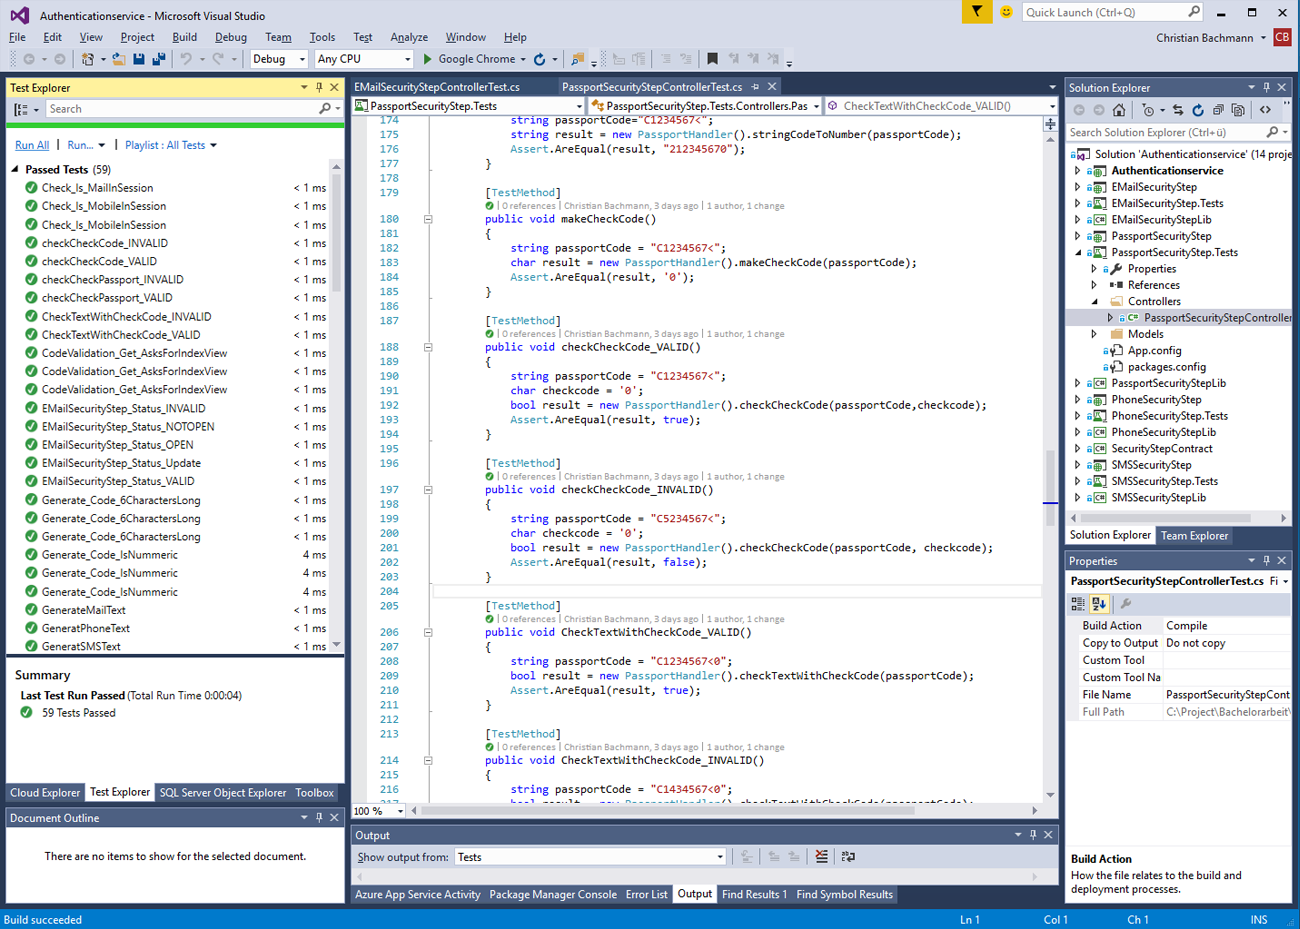 Authenticationservice - Microsoft Visual Studio
Quick Launch (Ctrl+Q)
File Edit View Project Build Debug Team Tools Test Analyze Window Help
Christian Bachmann CB
Debug Any CPU Google Chrome
Test Explorer
Search
Run All | Run... | Playlist : All Tests
Passed Tests (59)
Check_Is_MailInSession < 1 ms
Check_Is_MobileInSession < 1 ms
Check_Is_MobileInSession < 1 ms
checkCheckCode_INVALID < 1 ms
checkCheckCode_VALID < 1 ms
checkCheckPassport_INVALID < 1 ms
checkCheckPassport_VALID < 1 ms
CheckTextWithCheckCode_INVALID < 1 ms
CheckTextWithCheckCode_VALID < 1 ms
CodeValidation_Get_AsksForIndexView < 1 ms
CodeValidation_Get_AsksForIndexView < 1 ms
CodeValidation_Get_AsksForIndexView < 1 ms
EMailSecurityStep_Status_INVALID < 1 ms
EMailSecurityStep_Status_NOTOPEN < 1 ms
EMailSecurityStep_Status_OPEN < 1 ms
EMailSecurityStep_Status_Update < 1 ms
EMailSecurityStep_Status_VALID < 1 ms
Generate_Code_6CharactersLong < 1 ms
Generate_Code_6CharactersLong < 1 ms
Generate_Code_6CharactersLong < 1 ms
Generate_Code_IsNummeric 4 ms
Generate_Code_IsNummeric 4 ms
Generate_Code_IsNummeric 4 ms
GenerateMailText < 1 ms
GeneratPhoneText < 1 ms
GeneratSMSText < 1 ms
Summary
Last Test Run Passed (Total Run Time 0:00:04)
59 Tests Passed
Cloud Explorer Test Explorer SQL Server Object Explorer Toolbox
Document Outline
There are no items to show for the selected document.
EMailSecurityStepControllerTest.cs PassportSecurityStepControllerTest.cs
PassportSecurityStep.Tests PassportSecurityStep.Tests.Controllers.Pas CheckTextWithCheckCode_VALID()
174 string passportCode="C1234567<";
175 string result = new PassportHandler().stringCodeToNumber(passportCode);
176 Assert.AreEqual(result, "212345670");
177 }
178
179 [TestMethod]
| 0 references | Christian Bachmann, 3 days ago | 1 author, 1 change
180 public void makeCheckCode()
181 {
182 string passportCode = "C1234567<";
183 char result = new PassportHandler().makeCheckCode(passportCode);
184 Assert.AreEqual(result, '0');
185 }
186
187 [TestMethod]
| 0 references | Christian Bachmann, 3 days ago | 1 author, 1 change
188 public void checkCheckCode_VALID()
189 {
190 string passportCode = "C1234567<";
191 char checkcode = '0';
192 bool result = new PassportHandler().checkCheckCode(passportCode,checkcode);
193 Assert.AreEqual(result, true);
194 }
195
196 [TestMethod]
| 0 references | Christian Bachmann, 3 days ago | 1 author, 1 change
197 public void checkCheckCode_INVALID()
198 {
199 string passportCode = "C5234567<";
200 char checkcode = '0';
201 bool result = new PassportHandler().checkCheckCode(passportCode, checkcode);
202 Assert.AreEqual(result, false);
203 }
204
205 [TestMethod]
| 0 references | Christian Bachmann, 3 days ago | 1 author, 1 change
206 public void CheckTextWithCheckCode_VALID()
207 {
208 string passportCode = "C1234567<0";
209 bool result = new PassportHandler().checkTextWithCheckCode(passportCode);
210 Assert.AreEqual(result, true);
211 }
212
213 [TestMethod]
| 0 references | Christian Bachmann, 3 days ago | 1 author, 1 change
214 public void CheckTextWithCheckCode_INVALID()
215 {
216 string passportCode = "C1434567<0";
217 bool result = new PassportHandler().checkTextWithCheckCode(passportCode);
100 %
Output
Show output from: Tests
Azure App Service Activity Package Manager Console Error List Output Find Results 1 Find Symbol Results
Solution Explorer
Search Solution Explorer (Ctrl+ü)
Solution 'Authenticationservice' (14 proje
Authenticationservice
EMailSecurityStep
EMailSecurityStep.Tests
EMailSecurityStepLib
PassportSecurityStep
PassportSecurityStep.Tests
Properties
References
Controllers
C# PassportSecurityStepController
Models
App.config
packages.config
C# PassportSecurityStepLib
PhoneSecurityStep
PhoneSecurityStep.Tests
C# PhoneSecurityStepLib
C# SecurityStepContract
SMSSecurityStep
SMSSecurityStep.Tests
C# SMSSecurityStepLib
Solution Explorer Team Explorer
Properties
PassportSecurityStepControllerTest.cs Fi
Build Action Compile
Copy to Output Do not copy
Custom Tool
Custom Tool Na
File Name PassportSecurityStepCont
Full Path C:\Project\Bachelorarbeit\
Build Action
How the file relates to the build and
deployment processes.
Build succeeded Ln 1 Col 1 Ch 1 INS